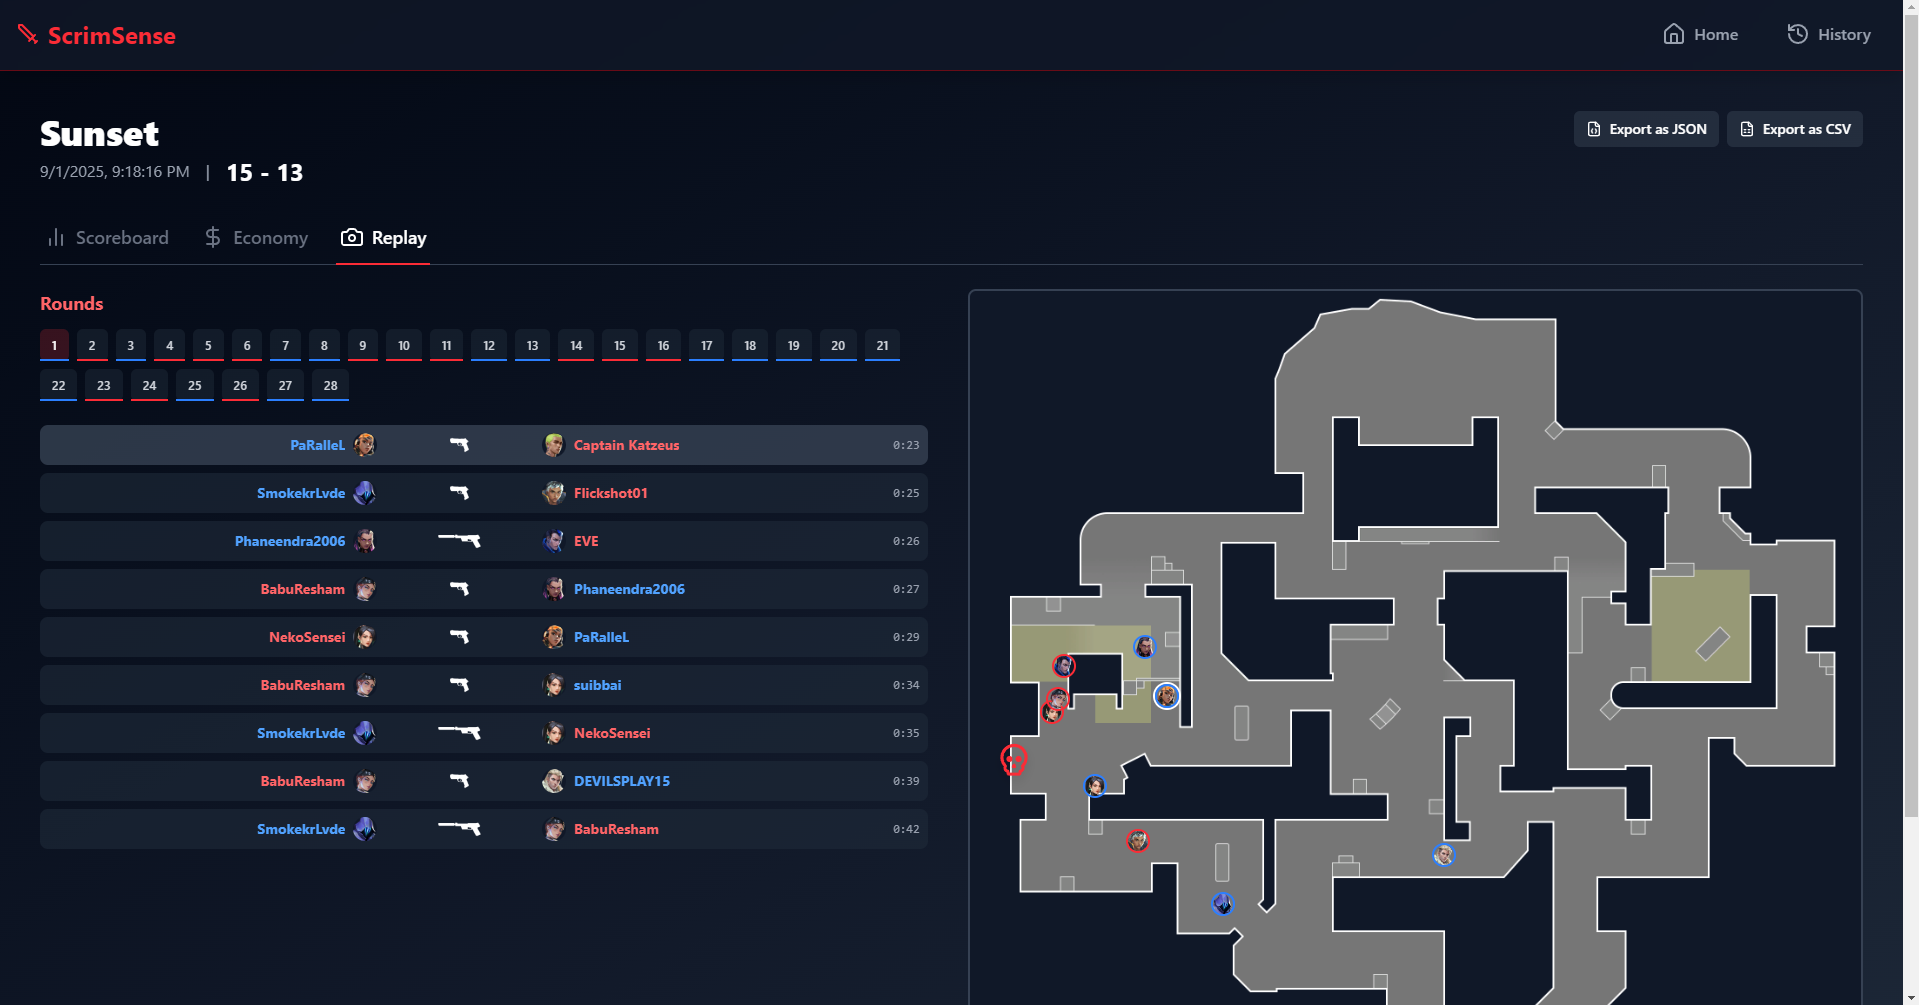 ScrimSense
Home
History
Sunset
Export as JSON
Export as CSV
9/1/2025, 9:18:16 PM | 15 - 13
Scoreboard
Economy
Replay
Rounds
1 2 3 4 5 6 7 8 9 10 11 12 13 14 15 16 17 18 19 20 21
22 23 24 25 26 27 28
PaRalleL Captain Katzeus 0:23
SmokekrLvde Flickshot01 0:25
Phaneendra2006 EVE 0:26
BabuResham Phaneendra2006 0:27
NekoSensei PaRalleL 0:29
BabuResham suibbai 0:34
SmokekrLvde NekoSensei 0:35
BabuResham DEVILSPLAY15 0:39
SmokekrLvde BabuResham 0:42